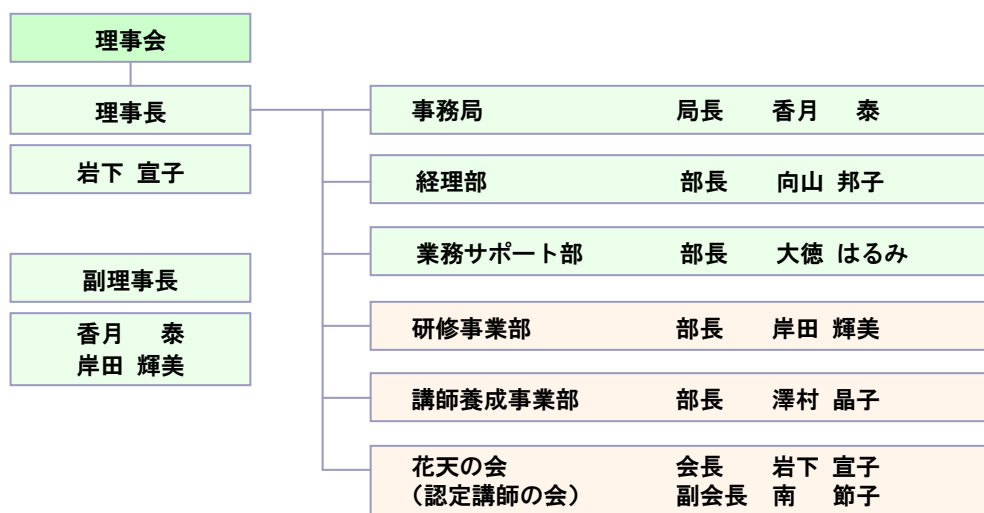 理事会
理事長
岩下 宣子
副理事長
香月 泰
岸田 輝美
事務局 局長 香月 泰
経理部 部長 向山 邦子
業務サポート部 部長 大徳 はるみ
研修事業部 部長 岸田 輝美
講師養成事業部 部長 澤村 晶子
花天の会 会長 岩下 宣子
（認定講師の会） 副会長 南 節子